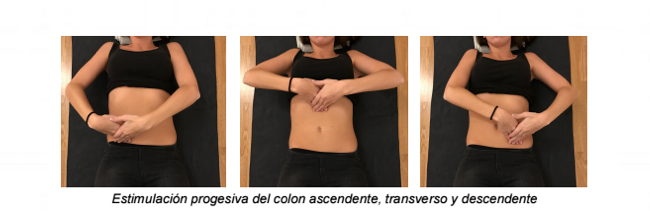 Estimulación progesiva del colon ascendente, transverso y descendente